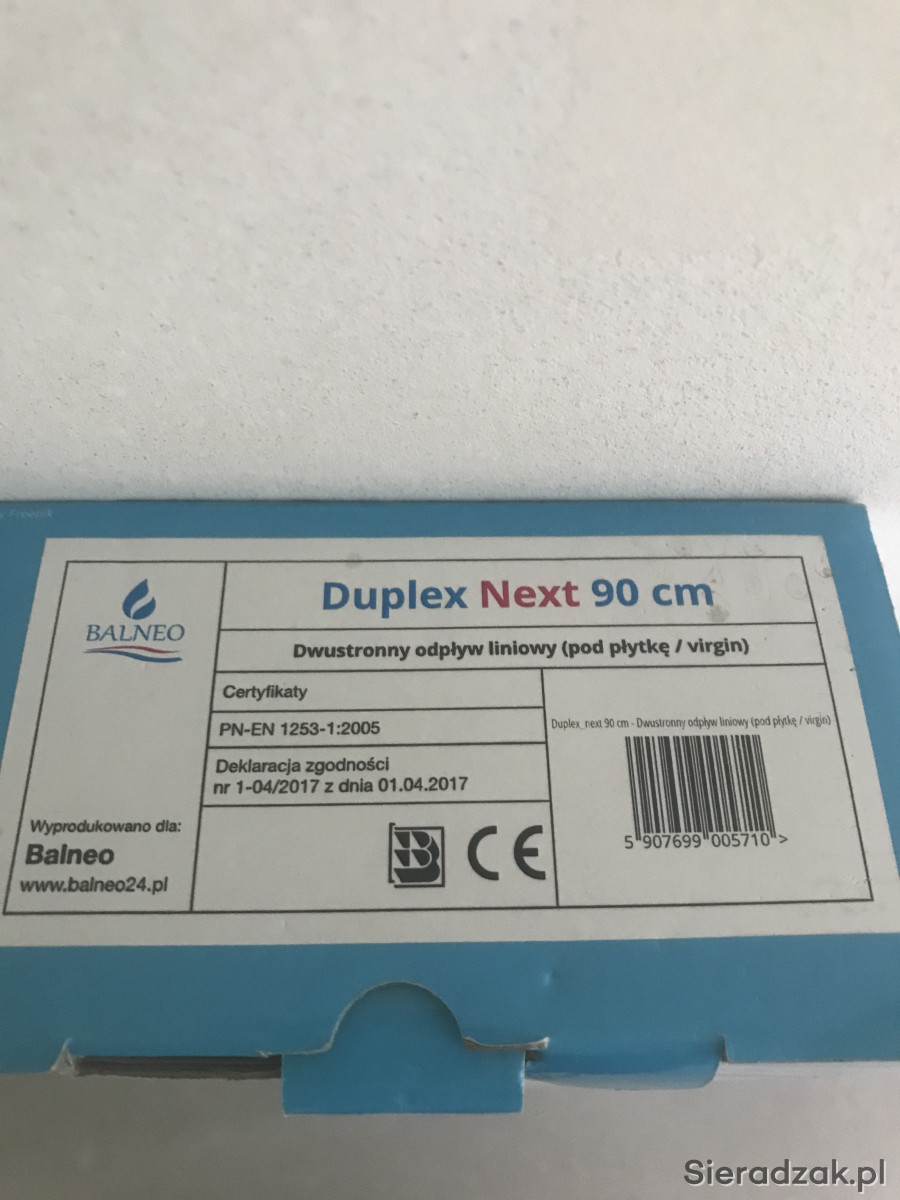 Freepik
BALNEO
Duplex Next 90 cm
Dwustronny odpływ liniowy (pod płytkę / virgin)
Certyfikaty
PN-EN 1253-1:2005
Deklaracja zgodności
nr 1-04/2017 z dnia 01.04.2017
Duplex_next 90 cm - Dwustronny odpływ liniowy (pod płytkę / virgin)
5 907699 005710 >
Wyprodukowano dla:
Balneo
www.balneo24.pl
B
CE
Sieradzak.pl